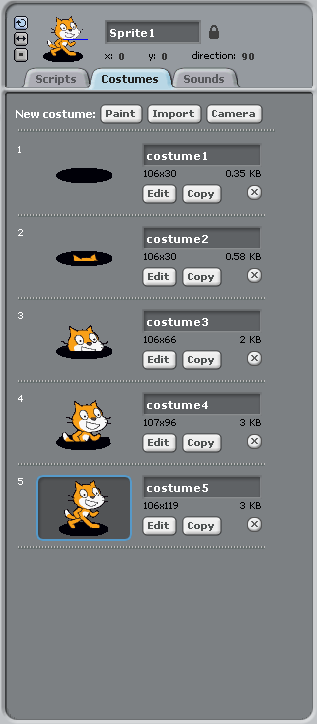 Sprite1
x: 0 y: 0 direction: 90
Scripts Costumes Sounds
New costume: Paint Import Camera
1
costume1
106x30 0.35 KB
Edit Copy
2
costume2
106x30 0.58 KB
Edit Copy
3
costume3
106x66 2 KB
Edit Copy
4
costume4
107x96 3 KB
Edit Copy
5
costume5
106x119 3 KB
Edit Copy